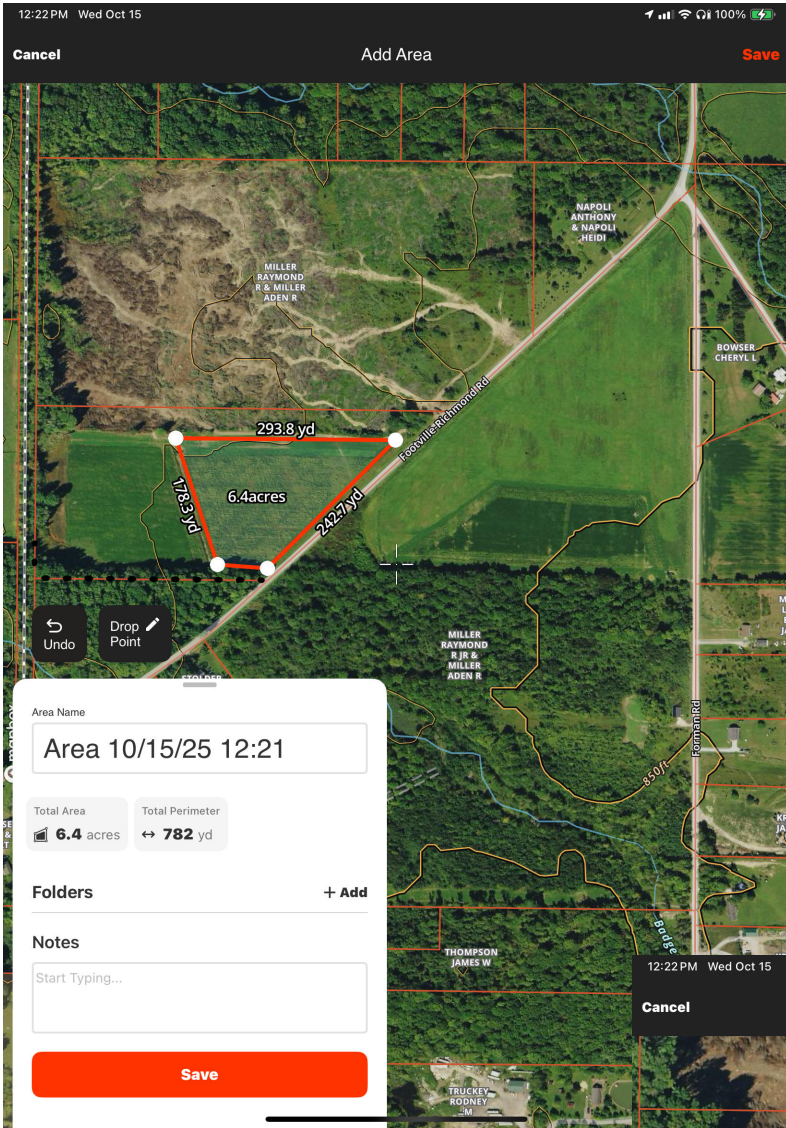 12:22 PM Wed Oct 15
100%
Cancel
Add Area
Save
NAPOLI
ANTHONY
& NAPOLI
HEIDI
MILLER
RAYMOND
R & MILLER
ADEN R
BOWSER
CHERYL L
Footville-Richmond Rd
293.8 yd
178.3 yd
6.4acres
242.7 yd
Undo
Drop
Point
MILLER
RAYMOND
R JR &
MILLER
ADEN R
Forman Rd
850ft
mapbox
Area Name
Area 10/15/25 12:21
Total Area
6.4 acres
Total Perimeter
782 yd
Folders
+ Add
Notes
Start Typing...
Save
THOMPSON
JAMES W
TRUCKEY
RODNEY
M
12:22 PM Wed Oct 15
Cancel